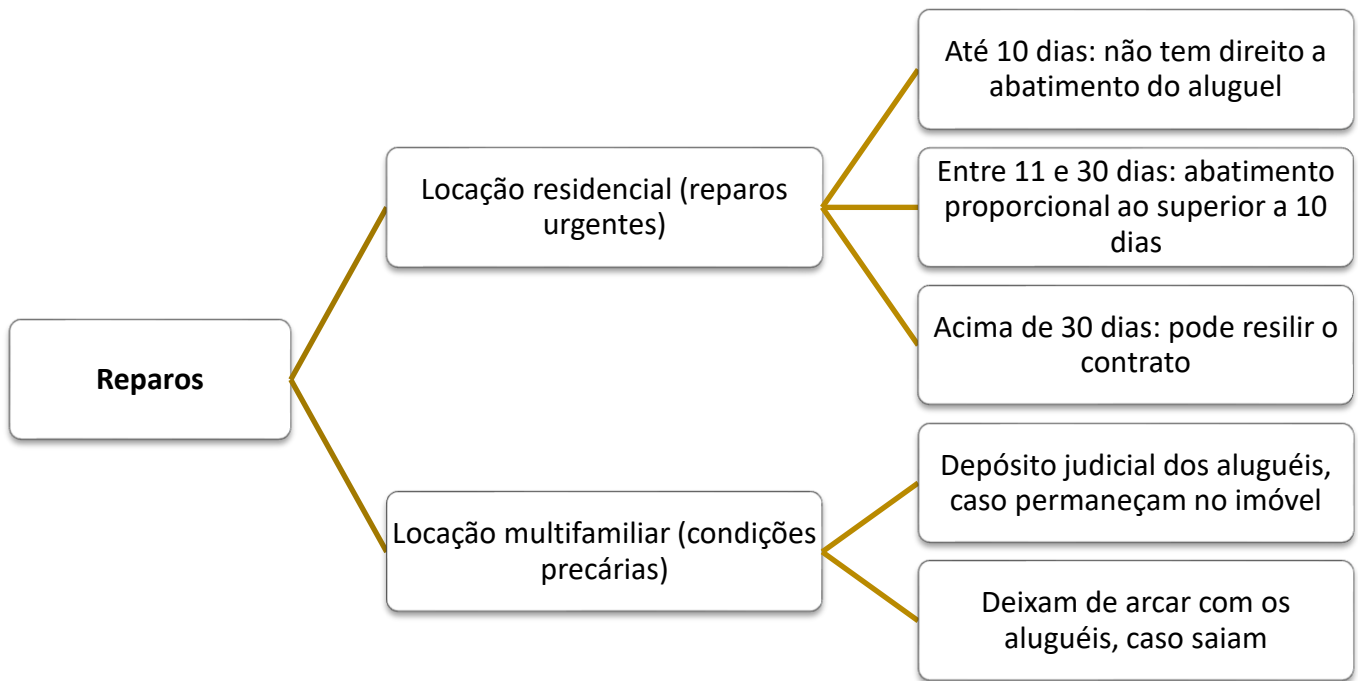 Reparos
Locação residencial (reparos
urgentes)
Até 10 dias: não tem direito a
abatimento do aluguel
Entre 11 e 30 dias: abatimento
proporcional ao superior a 10
dias
Acima de 30 dias: pode resilir o
contrato
Locação multifamiliar (condições
precárias)
Depósito judicial dos aluguéis,
caso permaneçam no imóvel
Deixam de arcar com os
aluguéis, caso saiam